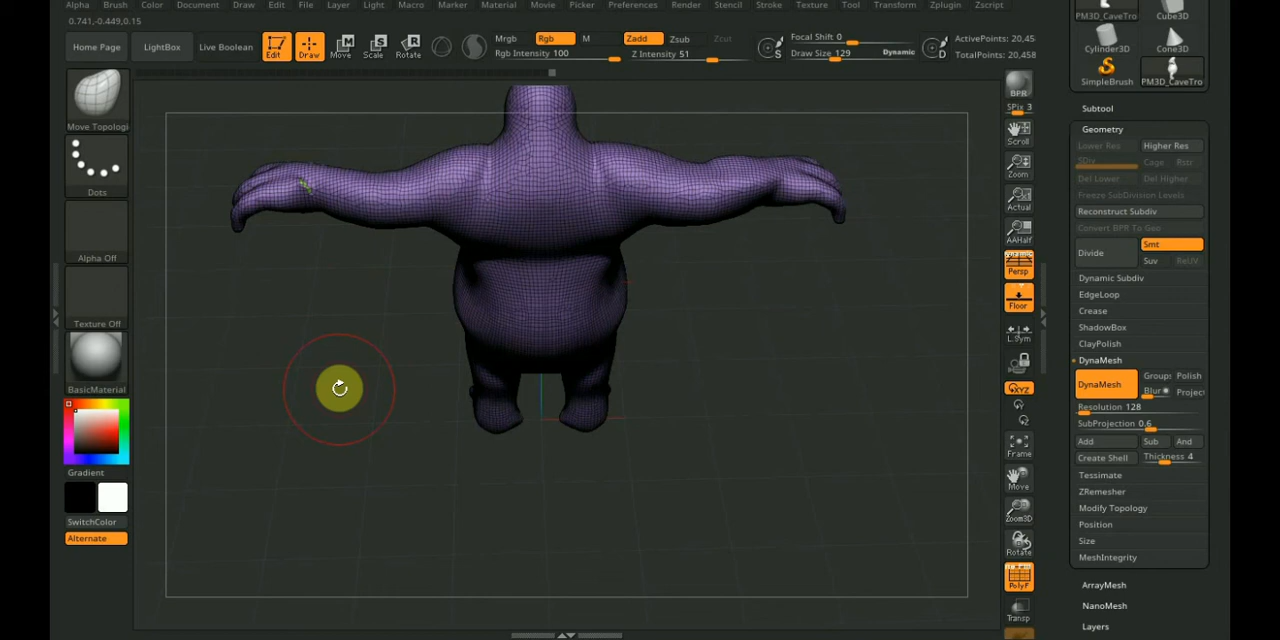 Alpha Brush Color Document Draw Edit File Layer Light Macro Marker Material Movie Picker Preferences Render Stencil Stroke Texture Tool Transform Zplugin Zscript
0.741,-0.449,0.15
Home Page LightBox Live Boolean Edit Draw Move Scale Rotate
Mrgb Rgb M Zadd Zsub Zcut
Rgb Intensity 100 Z Intensity 51
Focal Shift 0
Draw Size 129 Dynamic
S D
ActivePoints: 20,45
TotalPoints: 20,458
Move Topologi
Dots
Alpha Off
Texture Off
BasicMaterial
Gradient
SwitchColor
Alternate
BPR
SPix 3
Scroll
Zoom
Actual
AAHalf
Persp
Floor
L.Sym
XYZ
Frame
Move
Zoom3D
Rotate
PolyF
Transp
PM3D_CaveTro Cube3D
Cylinder3D Cone3D
SimpleBrush PM3D_CaveTro
Subtool
Geometry
Lower Res Higher Res
SDiv Cage Rstr
Del Lower Del Higher
Freeze SubDivision Levels
Reconstruct Subdiv
Convert BPR To Geo
Divide Smt
Suv ReUV
Dynamic Subdiv
EdgeLoop
Crease
ShadowBox
ClayPolish
DynaMesh
DynaMesh Groups Polish
Blur Project
Resolution 128
SubProjection 0.6
Add Sub And
Create Shell Thickness 4
Tessimate
ZRemesher
Modify Topology
Position
Size
MeshIntegrity
ArrayMesh
NanoMesh
Layers